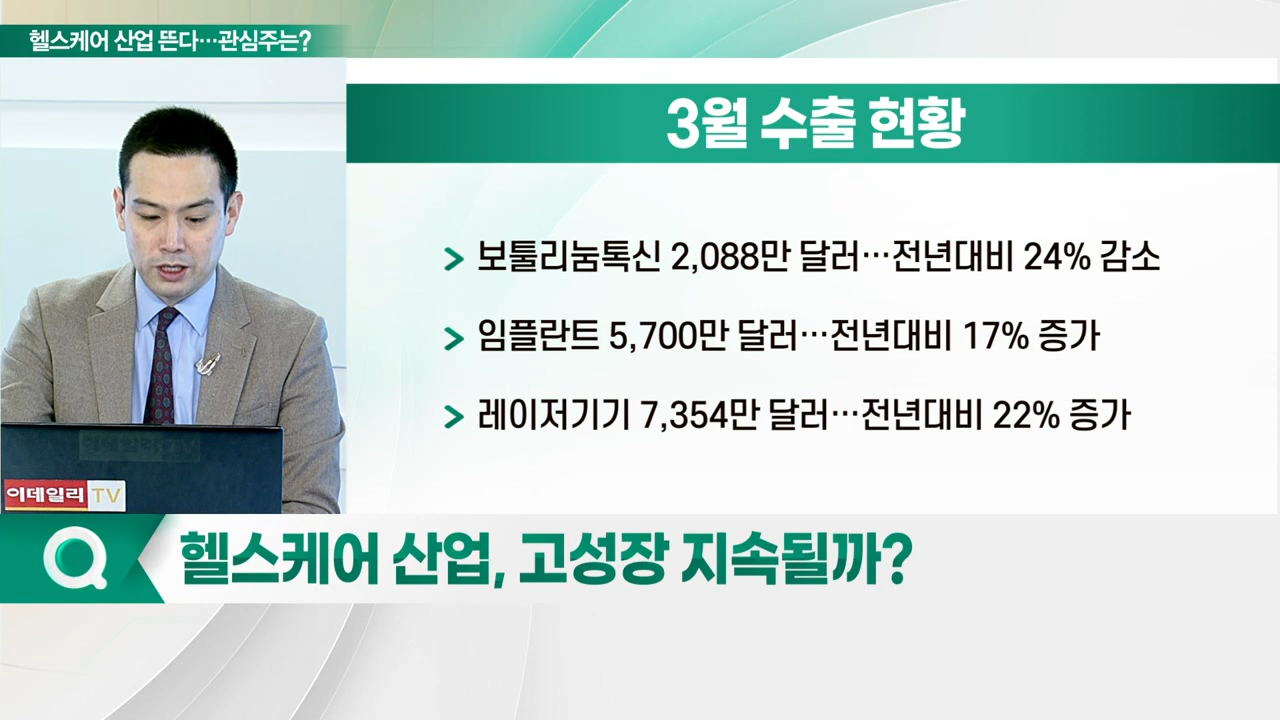 헬스케어 산업 뜬다…관심주는?
3월 수출 현황
보툴리눔톡신 2,088만 달러…전년대비 24% 감소
임플란트 5,700만 달러…전년대비 17% 증가
레이저기기 7,354만 달러…전년대비 22% 증가
이데일리 TV
헬스케어 산업, 고성장 지속될까?